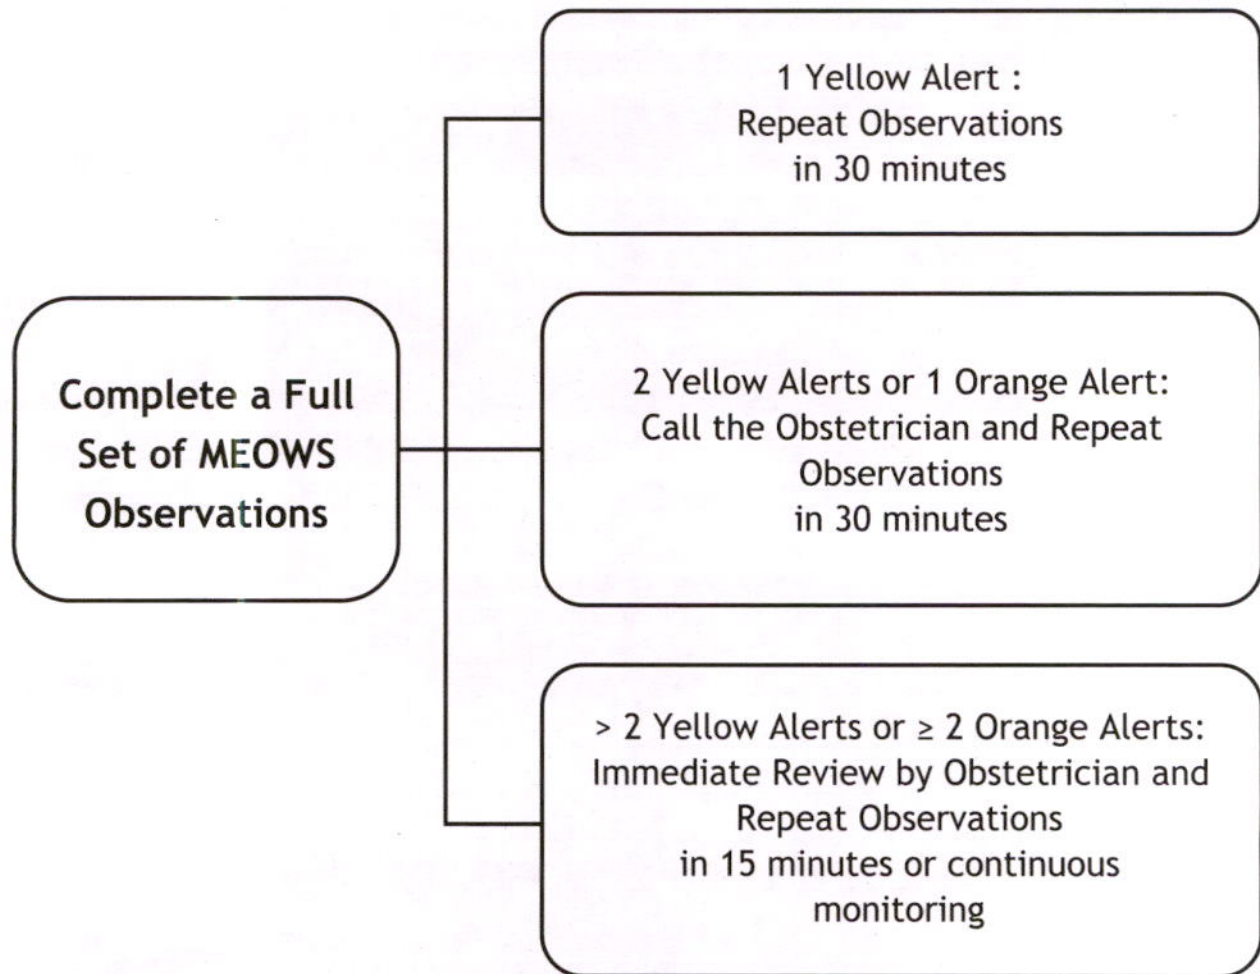 1 Yellow Alert :
Repeat Observations
in 30 minutes
Complete a Full
Set of MEOWS
Observations
2 Yellow Alerts or 1 Orange Alert:
Call the Obstetrician and Repeat
Observations
in 30 minutes
> 2 Yellow Alerts or ≥ 2 Orange Alerts:
Immediate Review by Obstetrician and
Repeat Observations
in 15 minutes or continuous
monitoring